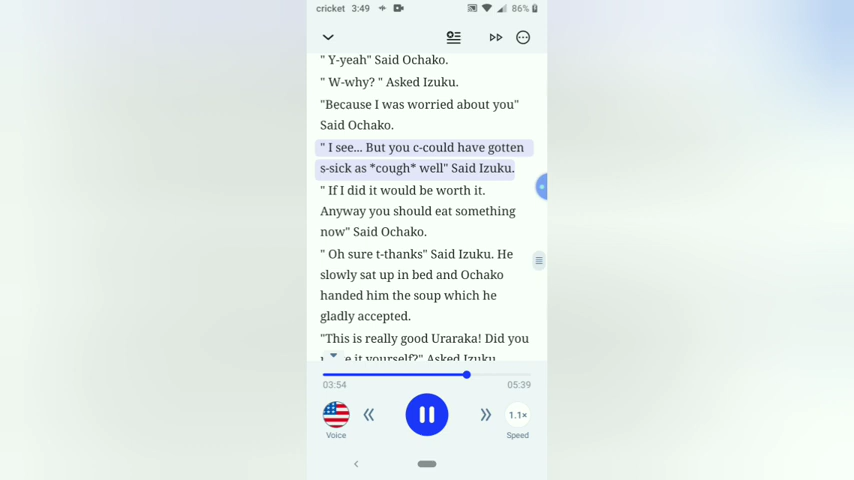 cricket 3:49
86%
" Y-yeah" Said Ochako.
" W-why? " Asked Izuku.
"Because I was worried about you"
Said Ochako.
" I see... But you c-could have gotten
s-sick as *cough* well" Said Izuku.
" If I did it would be worth it.
Anyway you should eat something
now" Said Ochako.
" Oh sure t-thanks" Said Izuku. He
slowly sat up in bed and Ochako
handed him the soup which he
gladly accepted.
"This is really good Uraraka! Did you
it yourself?" Asked Izuku
03:54
05:39
1.1×
Voice
Speed